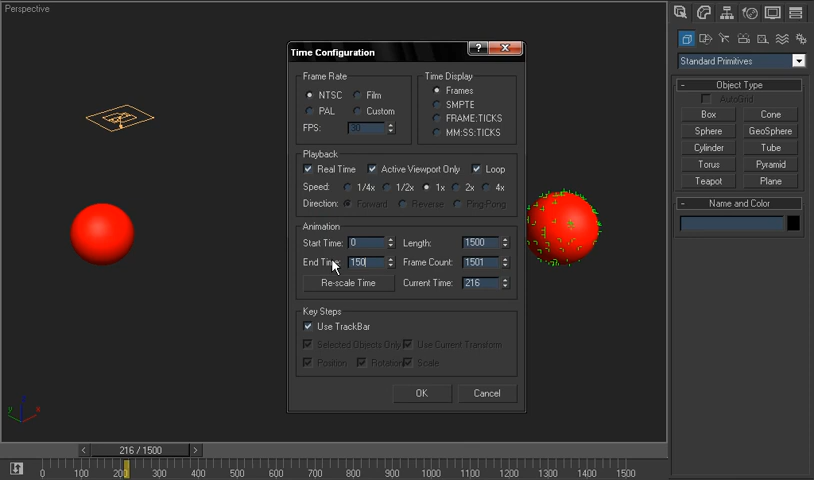 Perspective
Time Configuration
?
X
Standard Primitives
- Object Type
AutoGrid
Box Cone
Sphere GeoSphere
Cylinder Tube
Torus Pyramid
Teapot Plane
- Name and Color
Frame Rate
NTSC Film
PAL Custom
FPS: 30
Time Display
Frames
SMPTE
FRAME:TICKS
MM:SS:TICKS
Playback
Real Time Active Viewport Only Loop
Speed: 1/4x 1/2x 1x 2x 4x
Direction: Forward Reverse Ping-Pong
Animation
Start Time: 0 Length: 1500
End Time: 150 Frame Count: 1501
Re-scale Time Current Time: 216
Key Steps
Use TrackBar
Selected Objects Only Use Current Transform
Position Rotation Scale
OK Cancel
y x
< 216 / 1500 >
0 100 200 300 400 500 600 700 800 900 1000 1100 1200 1300 1400 1500